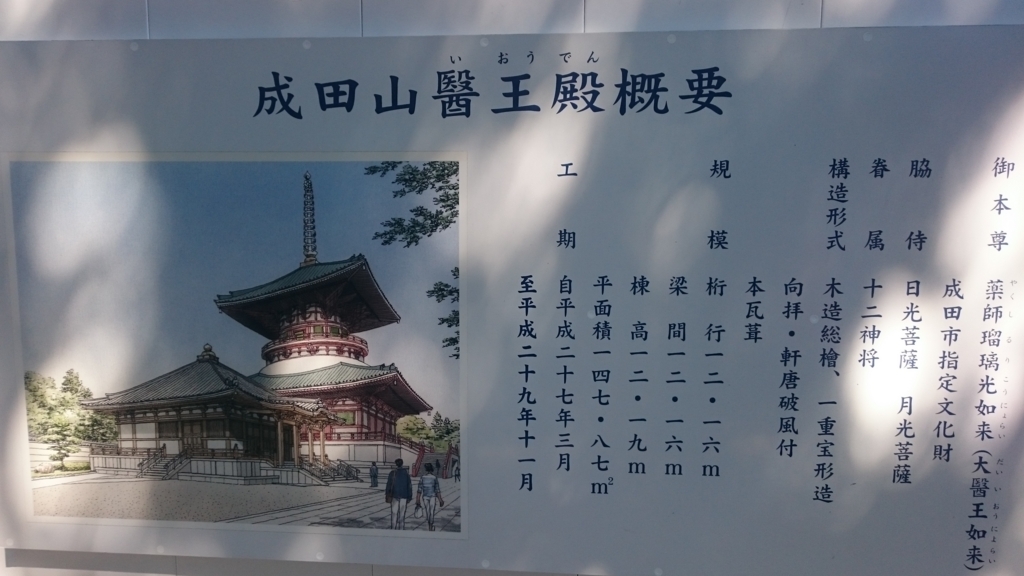 いおうでん
成田山醫王殿概要
御本尊 薬師瑠璃光如来(大醫王如来)
やくしるりこうにょらい だいいおうにょらい
成田市指定文化財
脇侍 日光菩薩 月光菩薩
眷属 十二神将
構造形式 木造総檜、一重宝形造
向拝・軒唐破風付
本瓦葺
規模 桁行一二・一六m
梁間一二・一六m
棟高一二・一九m
平面積一四七・八七m²
工期 自平成二十七年三月
至平成二十九年十一月